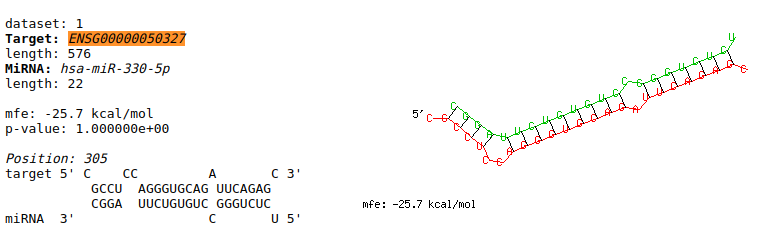 dataset: 1
Target: ENSG00000050327
length: 576
MiRNA: hsa-miR-330-5p
length: 22
mfe: -25.7 kcal/mol
p-value: 1.000000e+00
Position: 305
target 5' C    CC         A       C 3'
           GCCU  AGGGUGCAG UUCAGAG
           CGGA  UUCUGUGUC GGGUCUC
miRNA  3'                C       U 5'
5'
mfe: -25.7 kcal/mol